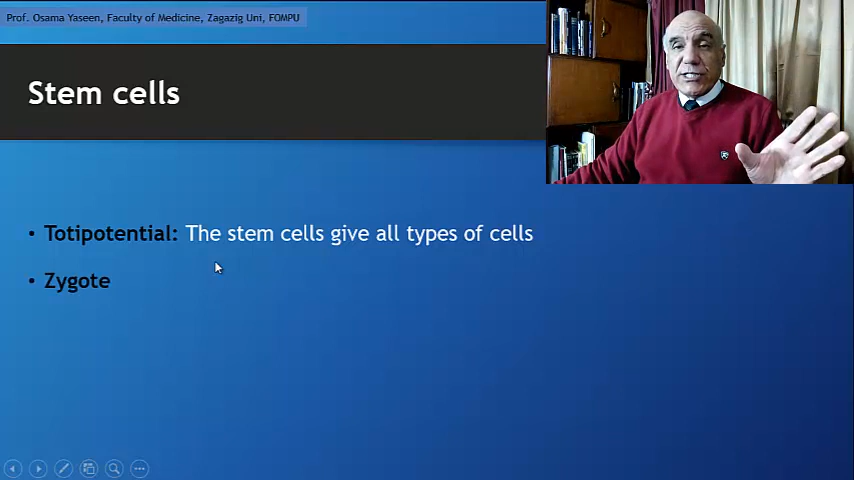 Prof. Osama Yaseen, Faculty of Medicine, Zagazig Uni, FOMPU
Stem cells
• Totipotential: The stem cells give all types of cells
• Zygote